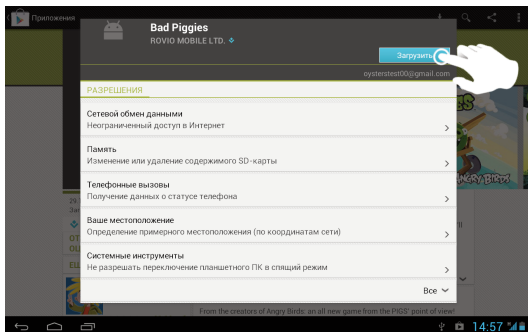 Приложения
Bad Piggies
ROVIO MOBILE LTD.
Загрузить
oysterstest00@gmail.com
РАЗРЕШЕНИЯ
Сетевой обмен данными
Неограниченный доступ в Интернет
Память
Изменение или удаление содержимого SD-карты
Телефонные вызовы
Получение данных о статусе телефона
Ваше местоположение
Определение примерного местоположения (по координатам сети)
Системные инструменты
Не разрешать переключение планшетного ПК в спящий режим
Все
ANGRY BIRDS
From the creators of Angry Birds: an all new game from the PIGS' point of view!
14:57